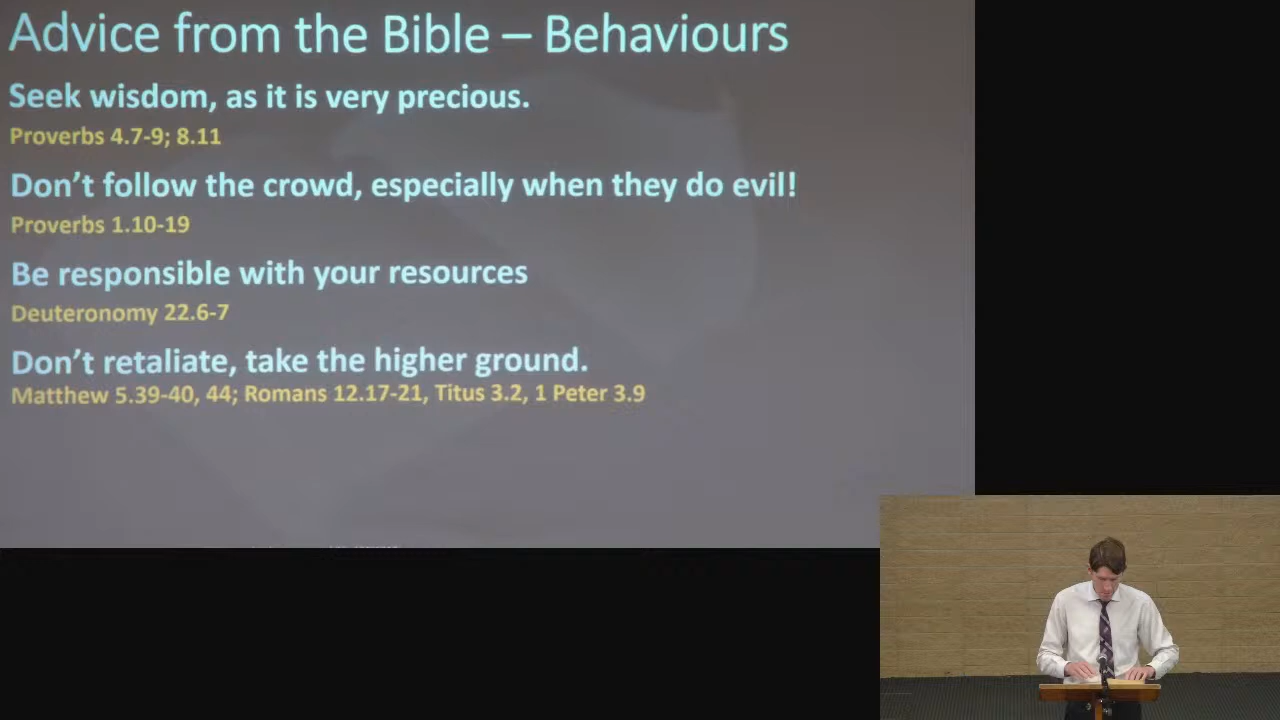 Advice from the Bible – Behaviours
Seek wisdom, as it is very precious.
Proverbs 4.7-9; 8.11
Don't follow the crowd, especially when they do evil!
Proverbs 1.10-19
Be responsible with your resources
Deuteronomy 22.6-7
Don't retaliate, take the higher ground.
Matthew 5.39-40, 44; Romans 12.17-21, Titus 3.2, 1 Peter 3.9